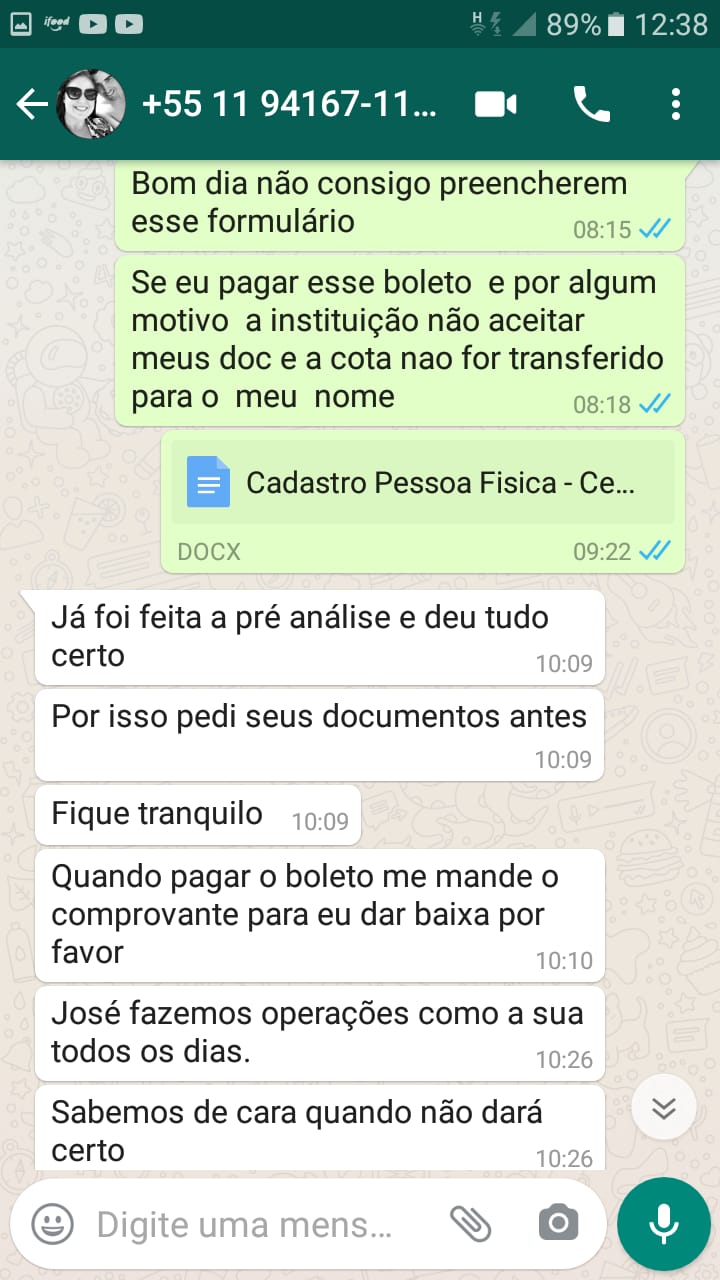 ifood
H
89%
12:38
+55 11 94167-11...
Bom dia não consigo preencherem
esse formulário
08:15
Se eu pagar esse boleto e por algum
motivo a instituição não aceitar
meus doc e a cota nao for transferido
para o meu nome
08:18
Cadastro Pessoa Fisica - Ce...
DOCX
09:22
Já foi feita a pré análise e deu tudo
certo
10:09
Por isso pedi seus documentos antes
10:09
Fique tranquilo
10:09
Quando pagar o boleto me mande o
comprovante para eu dar baixa por
favor
10:10
José fazemos operações como a sua
todos os dias.
10:26
Sabemos de cara quando não dará
certo
10:26
Digite uma mens...